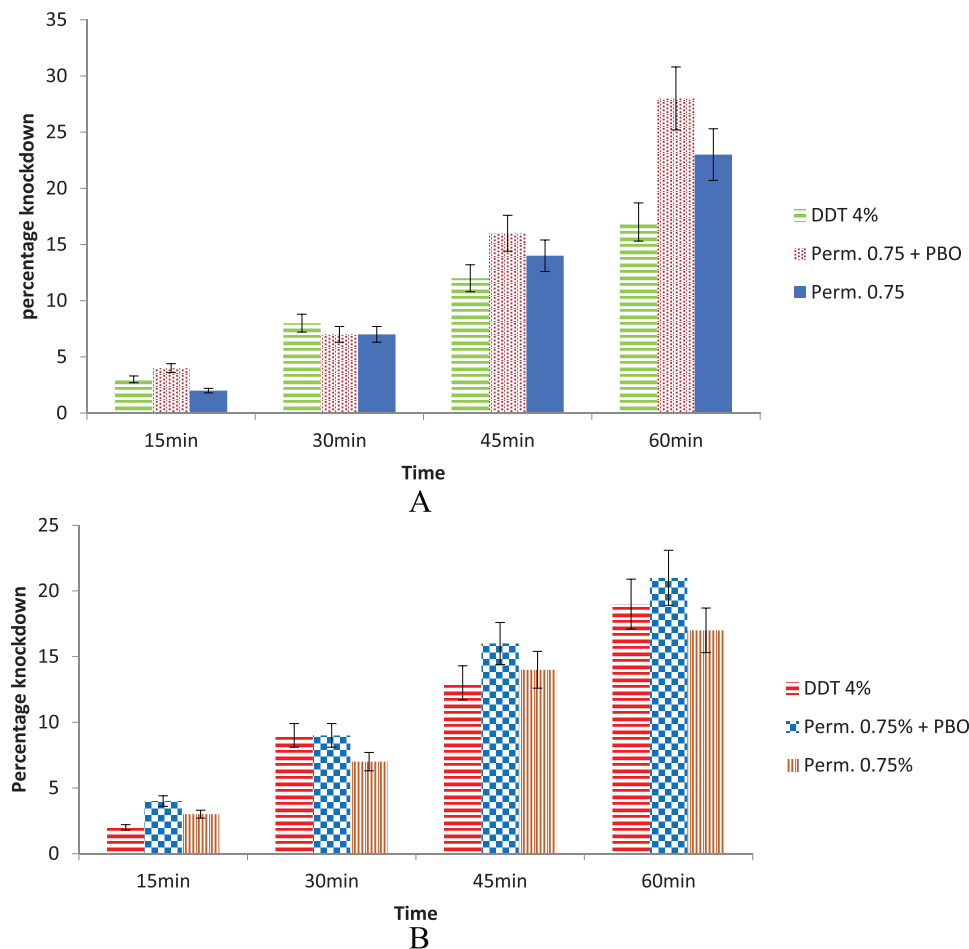 35
30
25
20
15
10
5
0
percentage knockdown
15min 30min 45min 60min
Time
DDT 4%
Perm. 0.75 + PBO
Perm. 0.75
A
25
20
15
10
5
0
Percentage knockdown
15min 30min 45min 60min
Time
DDT 4%
Perm. 0.75% + PBO
Perm. 0.75%
B